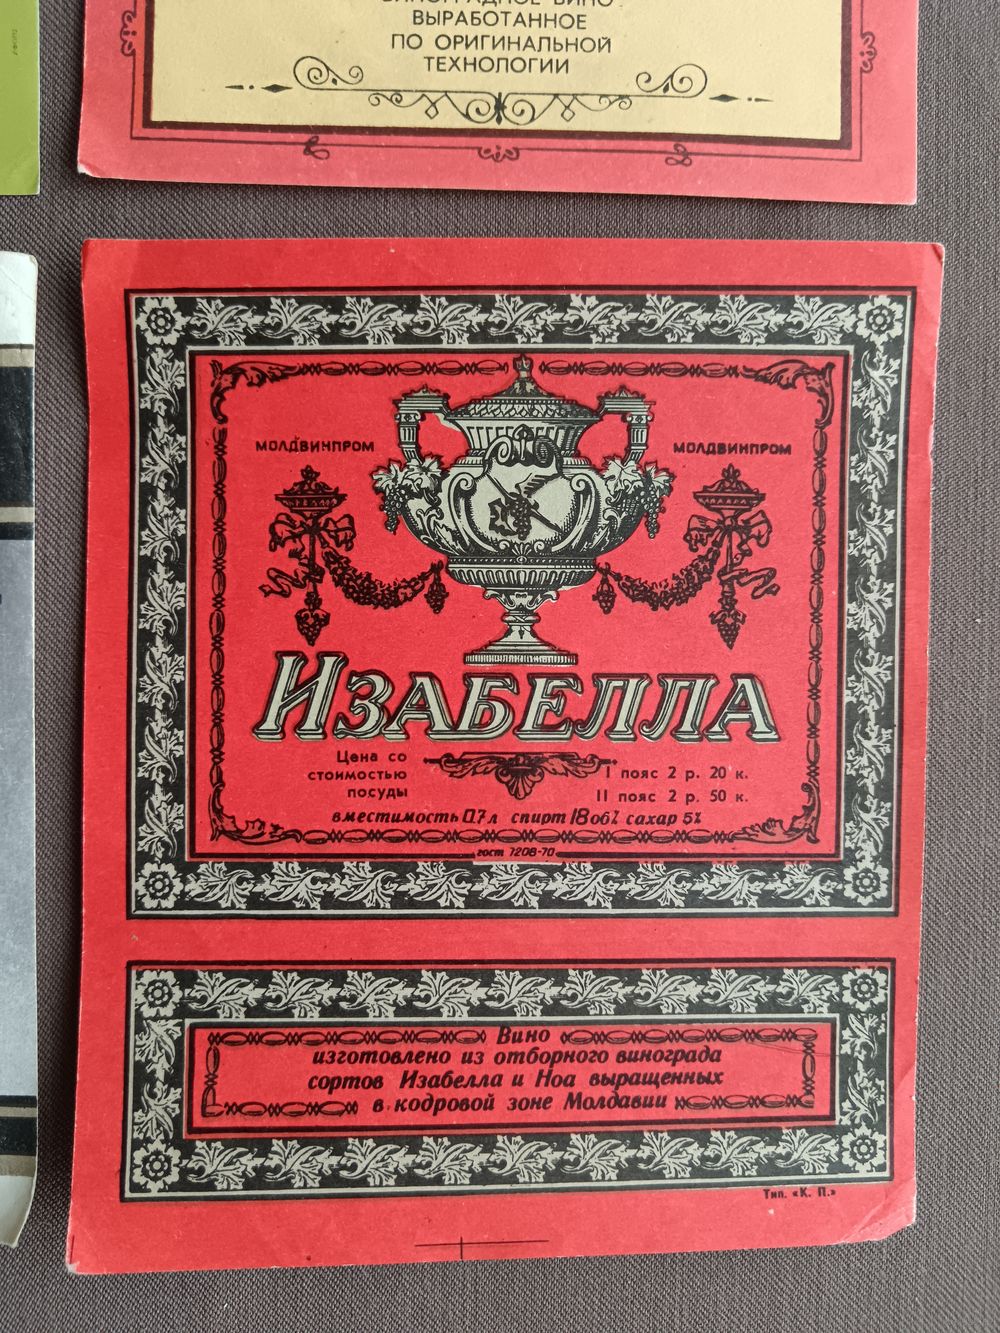 ВИНОГРАДНОЕ ВИНО
ВЫРАБОТАННОЕ
ПО ОРИГИНАЛЬНОЙ
ТЕХНОЛОГИИ
МОЛДВИНПРОМ
МОЛДВИНПРОМ
ИЗАБЕЛЛА
Цена со
стоимостью
посуды
I пояс 2 р. 20 к.
II пояс 2 р. 50 к.
вместимость 0,7 л спирт 18 об% сахар 5%
гост 7208-70
Вино
изготовлено из отборного винограда
сортов Изабелла и Ноа выращенных
в кодровой зоне Молдавии
Тип. «К. П.»